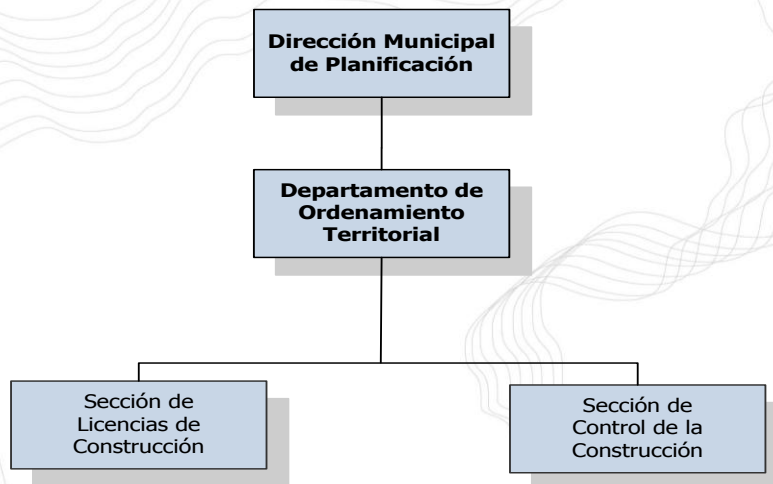 Dirección Municipal
de Planificación
Departamento de
Ordenamiento
Territorial
Sección de
Licencias de
Construcción
Sección de
Control de la
Construcción